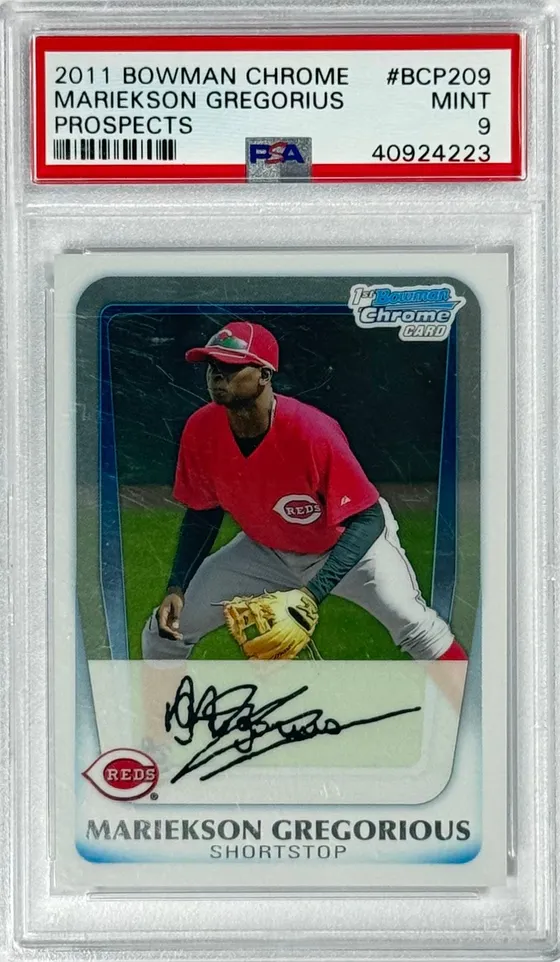 2011 BOWMAN CHROME #BCP209
MARIEKSON GREGORIUS MINT
PROSPECTS 9
PSA 40924223
1st Bowman
Chrome
CARD
REDS
REDS
MARIEKSON GREGORIOUS
SHORTSTOP